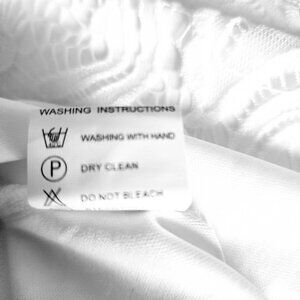 WASHING INSTRUCTIONS
WASHING WITH HAND
P DRY CLEAN
DO NOT BLEACH